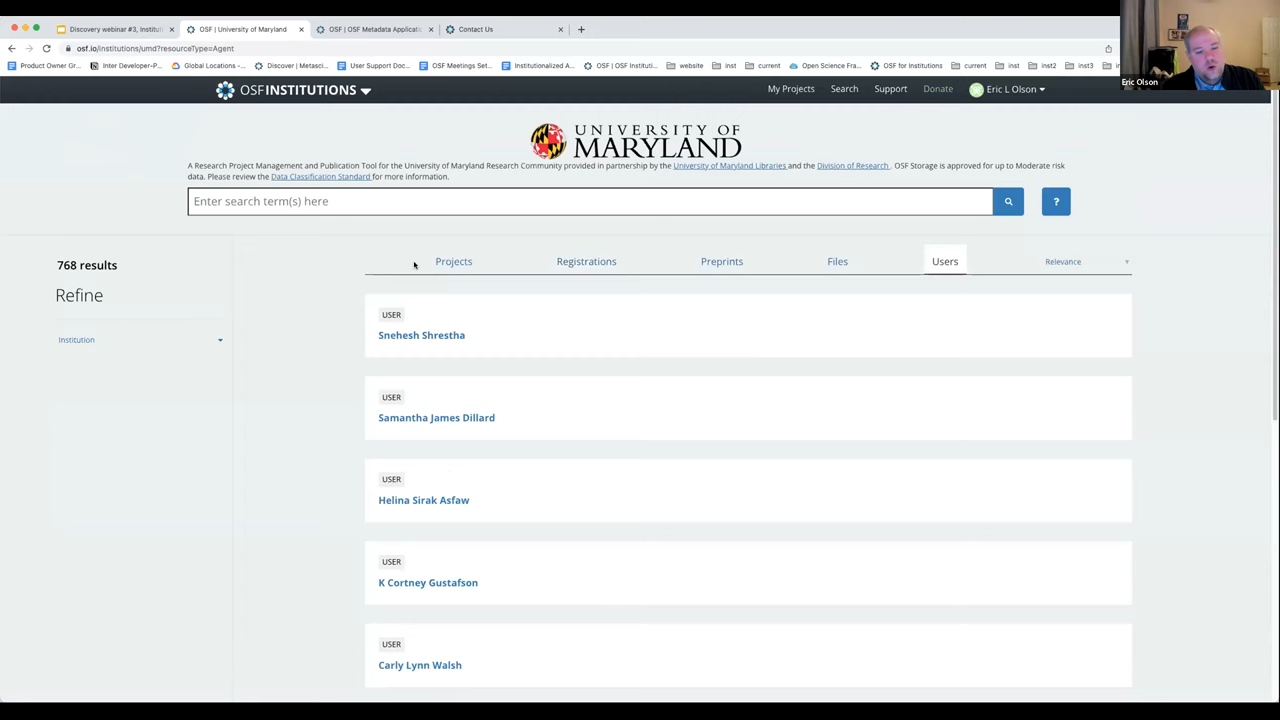 Discovery webinar #3, Instituti
OSF | University of Maryland
OSF | OSF Metadata Applicatio
Contact Us
osf.io/institutions/umd?resourceType=Agent
Product Owner Gr...
Inter Developer-P...
Global Locations -...
Discover | Metasci...
User Support Doc...
OSF Meetings Set...
Institutionalized A...
OSF | OSF Instituti...
website
inst
current
Open Science Fra...
OSF for Institutions
current
inst
inst2
inst3
Eric Olson
OSFINSTITUTIONS
My Projects
Search
Support
Donate
Eric L Olson
UNIVERSITY OF
MARYLAND
A Research Project Management and Publication Tool for the University of Maryland Research Community provided in partnership by the University of Maryland Libraries and the Division of Research . OSF Storage is approved for up to Moderate risk
data. Please review the Data Classification Standard for more information.
Enter search term(s) here
?
768 results
Projects
Registrations
Preprints
Files
Users
Relevance
Refine
Institution
USER
Snehesh Shrestha
USER
Samantha James Dillard
USER
Helina Sirak Asfaw
USER
K Cortney Gustafson
USER
Carly Lynn Walsh